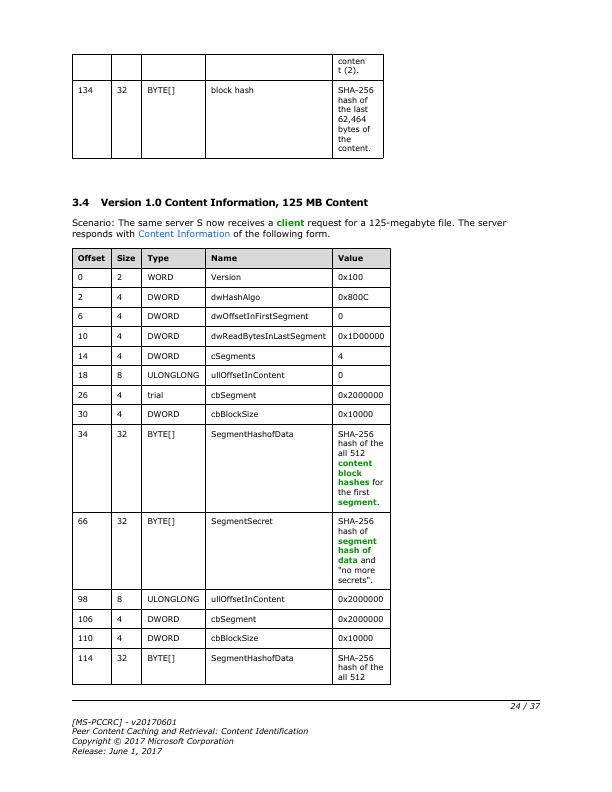 conten
t (2).
134 32 BYTE[] block hash SHA-256
hash of
the last
62,464
bytes of
the
content.
3.4 Version 1.0 Content Information, 125 MB Content
Scenario: The same server S now receives a client request for a 125-megabyte file. The server
responds with Content Information of the following form.
Offset Size Type Name Value
0 2 WORD Version 0x100
2 4 DWORD dwHashAlgo 0x800C
6 4 DWORD dwOffsetInFirstSegment 0
10 4 DWORD dwReadBytesInLastSegment 0x1D00000
14 4 DWORD cSegments 4
18 8 ULONGLONG ullOffsetInContent 0
26 4 trial cbSegment 0x2000000
30 4 DWORD cbBlockSize 0x10000
34 32 BYTE[] SegmentHashofData SHA-256
hash of the
all 512
content
block
hashes for
the first
segment.
66 32 BYTE[] SegmentSecret SHA-256
hash of
segment
hash of
data and
"no more
secrets".
98 8 ULONGLONG ullOffsetInContent 0x2000000
106 4 DWORD cbSegment 0x2000000
110 4 DWORD cbBlockSize 0x10000
114 32 BYTE[] SegmentHashofData SHA-256
hash of the
all 512
24 / 37
[MS-PCCRC] - v20170601
Peer Content Caching and Retrieval: Content Identification
Copyright © 2017 Microsoft Corporation
Release: June 1, 2017